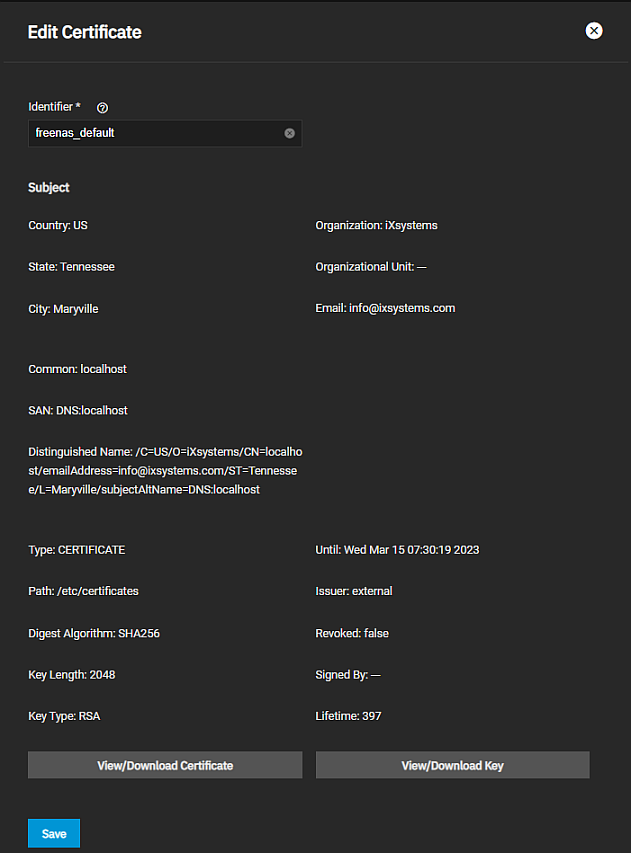 Edit Certificate
Identifier *
freenas_default
Subject
Country: US
Organization: iXsystems
State: Tennessee
Organizational Unit: —
City: Maryville
Email: info@ixsystems.com
Common: localhost
SAN: DNS:localhost
Distinguished Name: /C=US/O=iXsystems/CN=localho
st/emailAddress=info@ixsystems.com/ST=Tennesse
e/L=Maryville/subjectAltName=DNS:localhost
Type: CERTIFICATE
Until: Wed Mar 15 07:30:19 2023
Path: /etc/certificates
Issuer: external
Digest Algorithm: SHA256
Revoked: false
Key Length: 2048
Signed By: —
Key Type: RSA
Lifetime: 397
View/Download Certificate
View/Download Key
Save